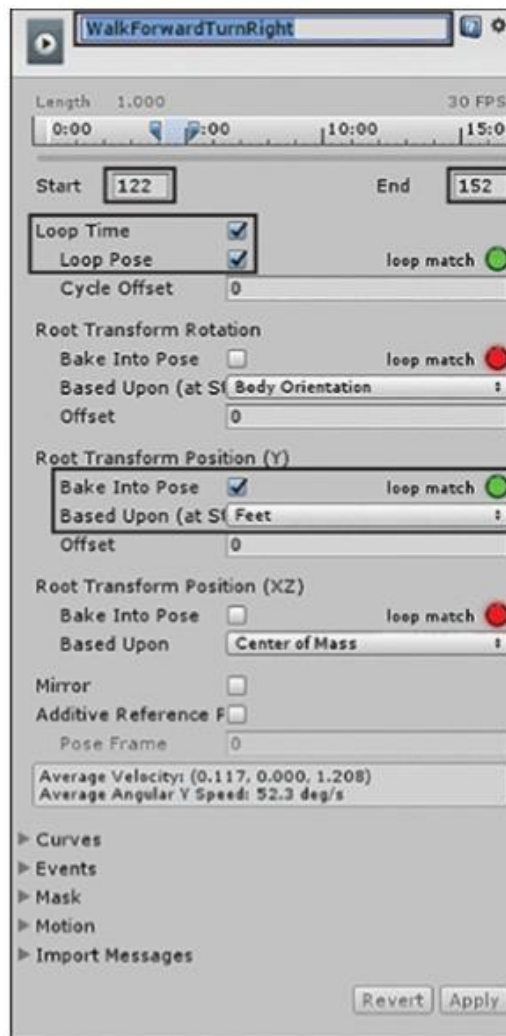 WalkForwardTurnRight
Length 1.000 30 FPS
0:00 :00 10:00 15:0
Start 122 End 152
Loop Time
Loop Pose loop match
Cycle Offset 0
Root Transform Rotation
Bake Into Pose loop match
Based Upon (at St Body Orientation
Offset 0
Root Transform Position (Y)
Bake Into Pose loop match
Based Upon (at St Feet
Offset 0
Root Transform Position (XZ)
Bake Into Pose loop match
Based Upon Center of Mass
Mirror
Additive Reference F
Pose Frame 0
Average Velocity: (0.117, 0.000, 1.208)
Average Angular Y Speed: 52.3 deg/s
Curves
Events
Mask
Motion
Import Messages
Revert Apply